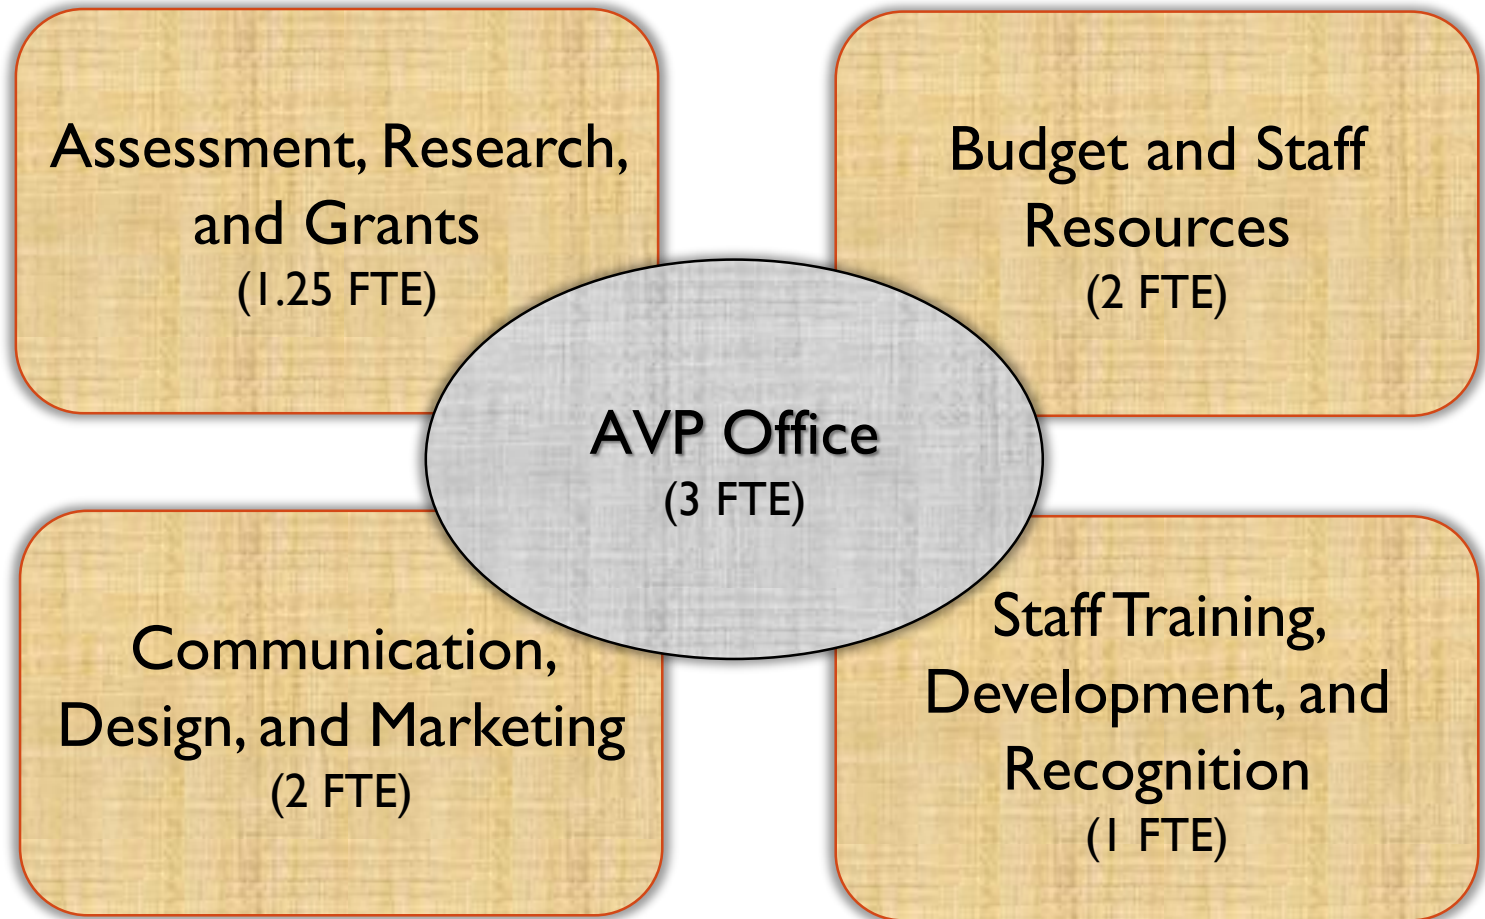 Assessment, Research,
and Grants
(1.25 FTE)
Budget and Staff
Resources
(2 FTE)
AVP Office
(3 FTE)
Communication,
Design, and Marketing
(2 FTE)
Staff Training,
Development, and
Recognition
(1 FTE)